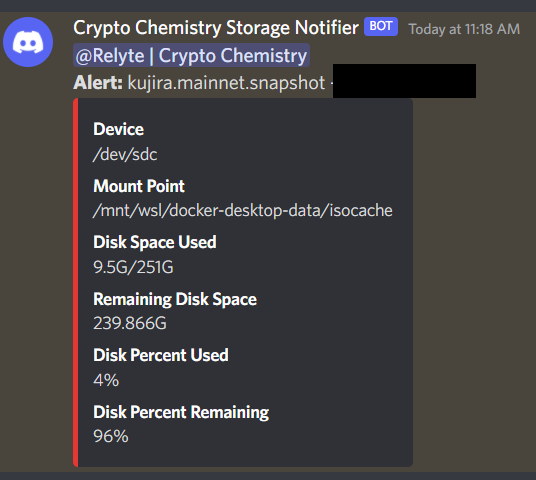 Crypto Chemistry Storage Notifier BOT Today at 11:18 AM
@Relyte | Crypto Chemistry
Alert: kujira.mainnet.snapshot -
Device
/dev/sdc
Mount Point
/mnt/wsl/docker-desktop-data/isocache
Disk Space Used
9.5G/251G
Remaining Disk Space
239.866G
Disk Percent Used
4%
Disk Percent Remaining
96%